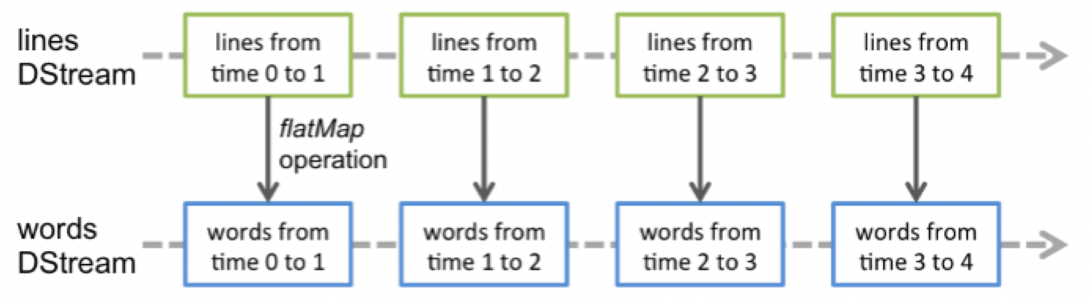 lines
DStream
lines from
time 0 to 1
lines from
time 1 to 2
lines from
time 2 to 3
lines from
time 3 to 4
flatMap
operation
words
DStream
words from
time 0 to 1
words from
time 1 to 2
words from
time 2 to 3
words from
time 3 to 4